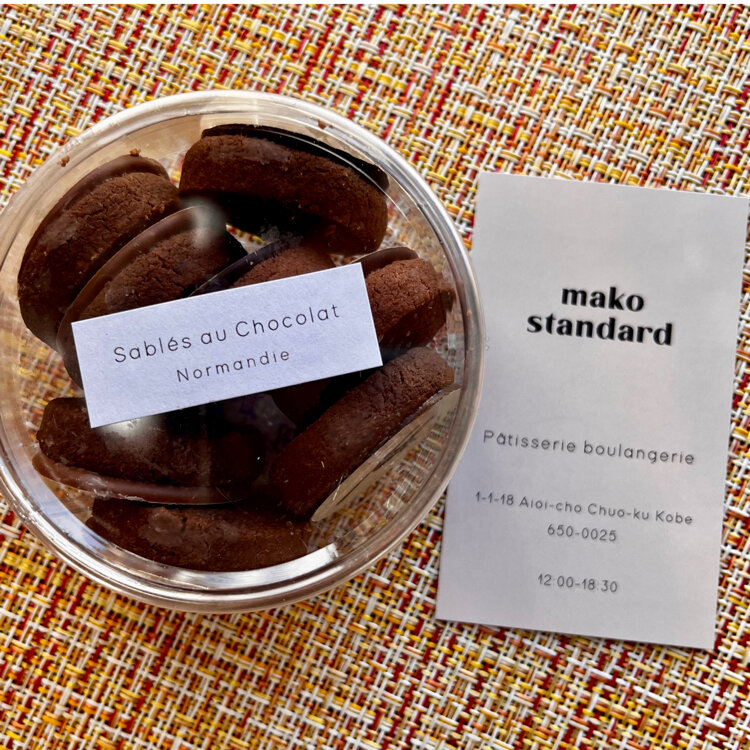 Sablés au Chocolat
Normandie
mako
standard
Pâtisserie boulangerie
1-1-18 Aioi-cho Chuo-ku Kobe
650-0025
12:00-18:30